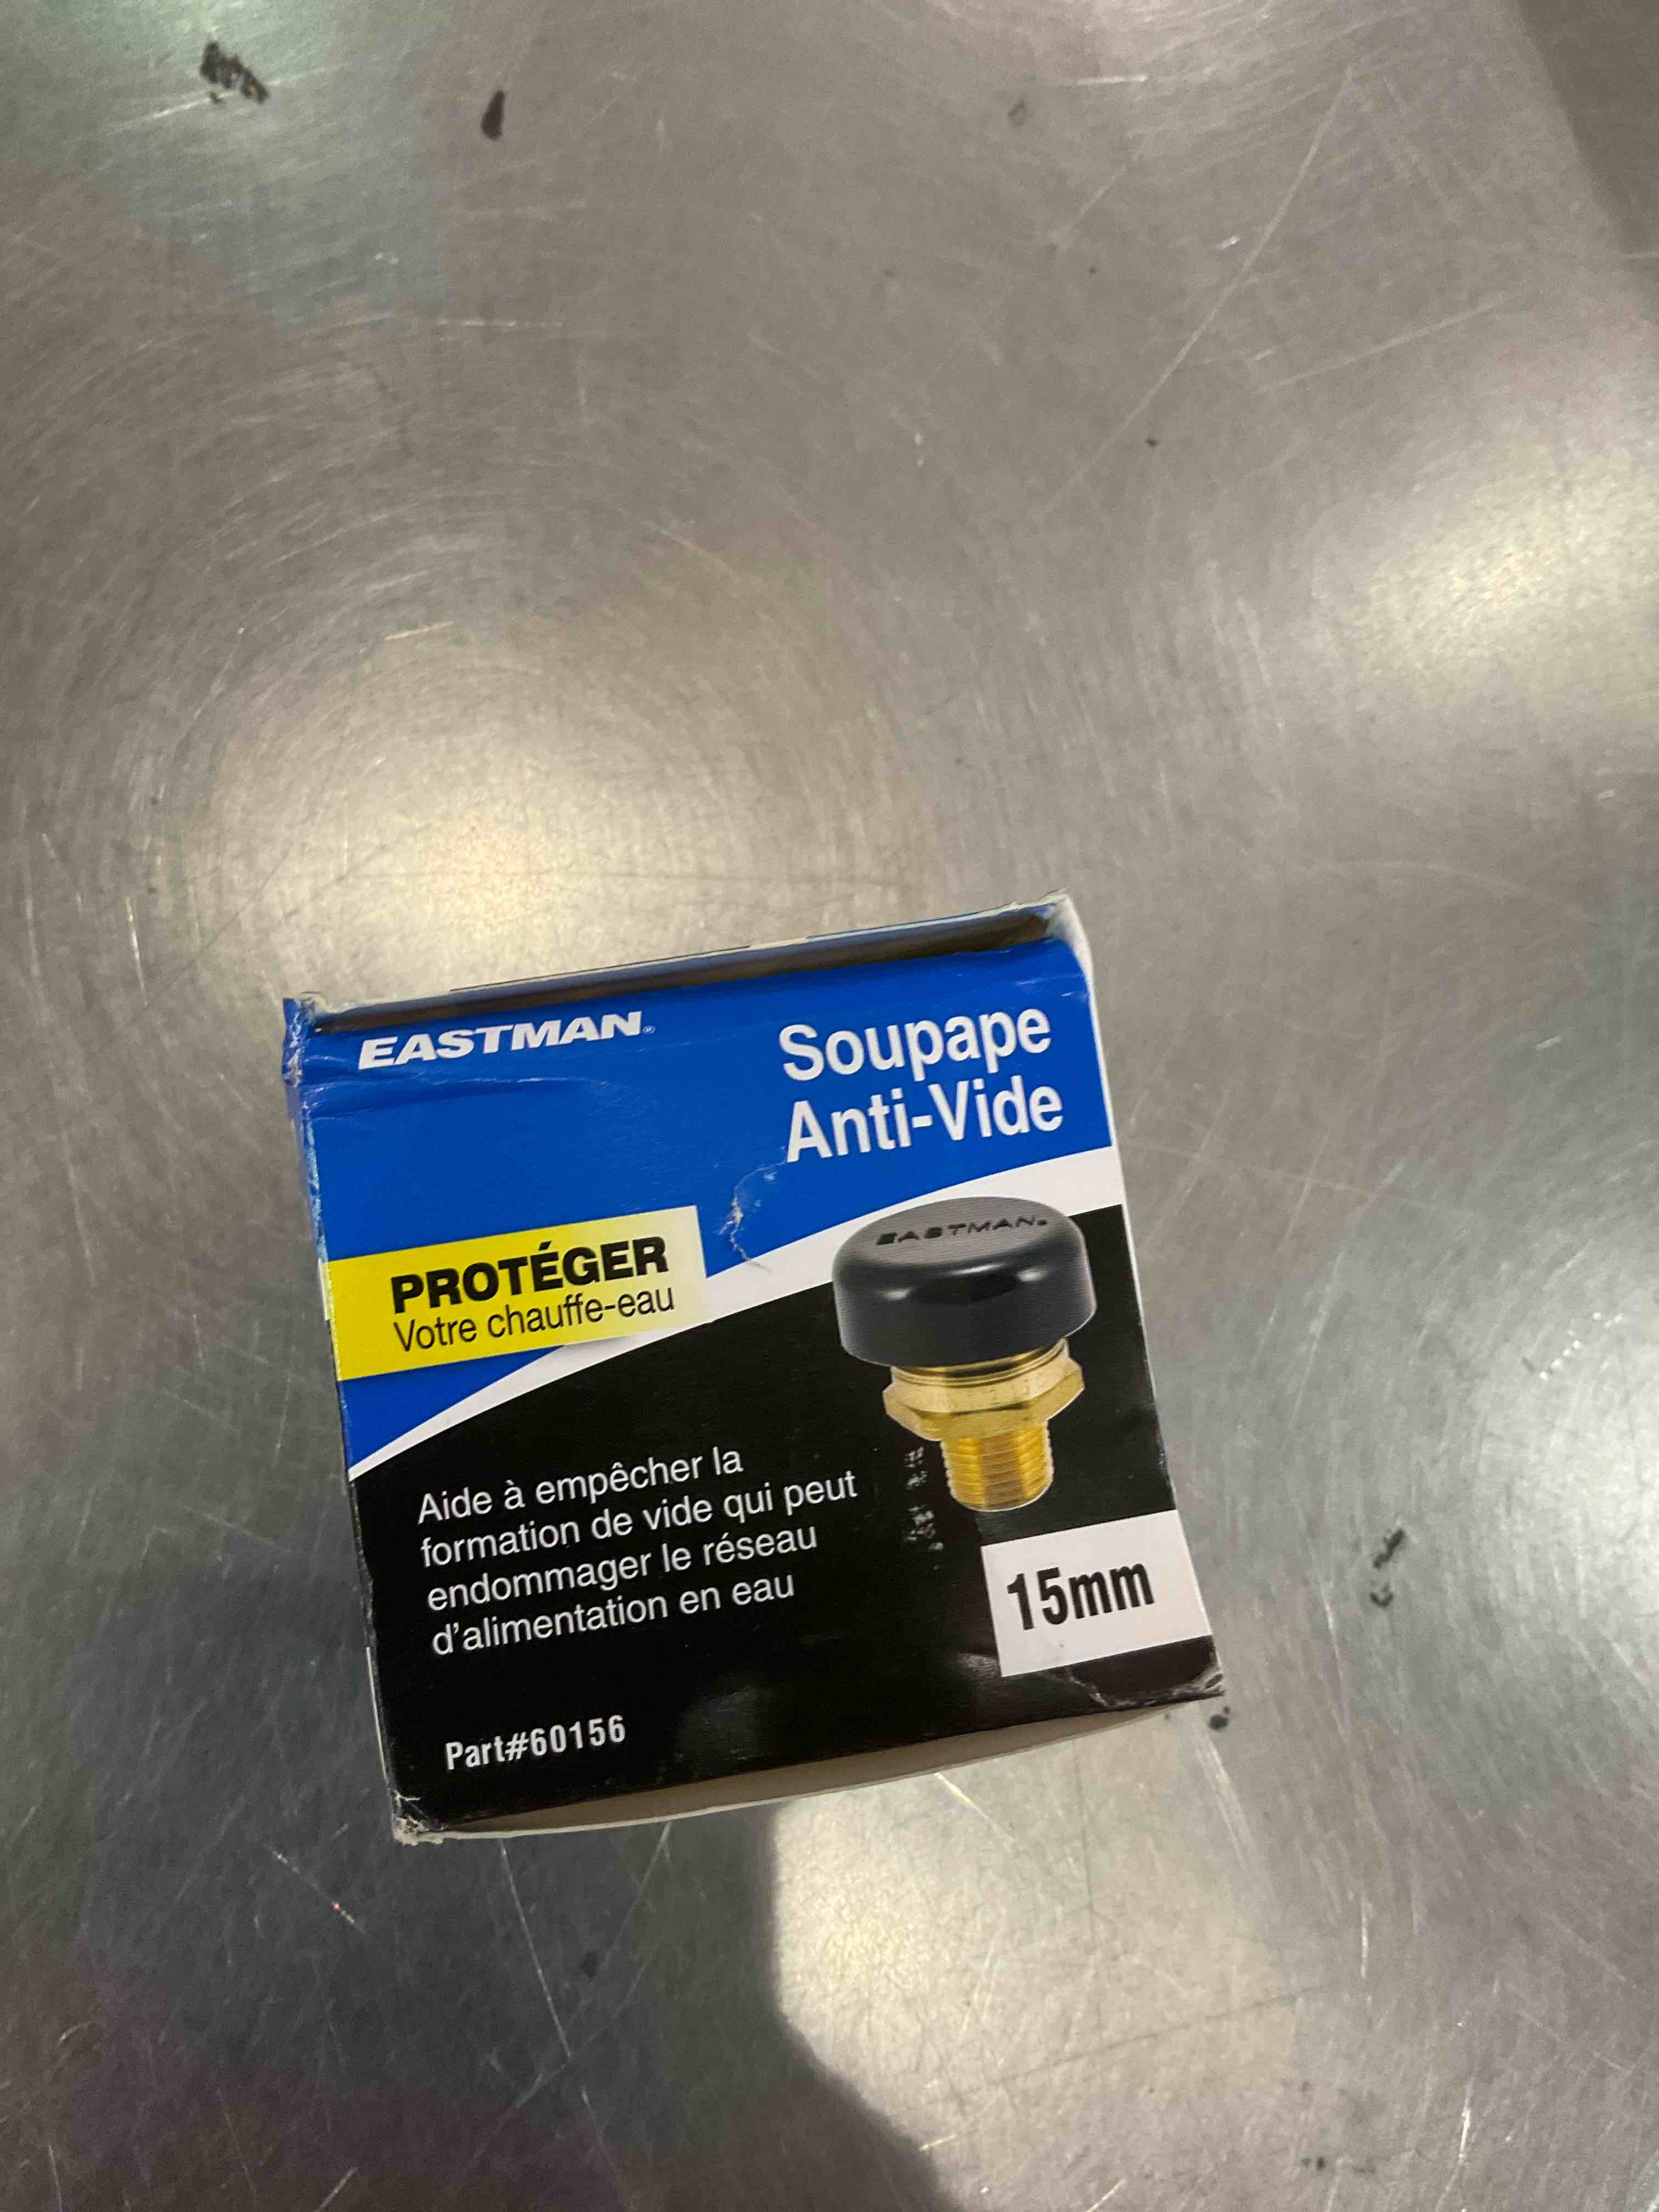 EASTMAN®
Soupape
Anti-Vide
PROTÉGER
Votre chauffe-eau
EASTMAN®
Aide à empêcher la
formation de vide qui peut
endommager le réseau
d'alimentation en eau
15mm
Part#60156